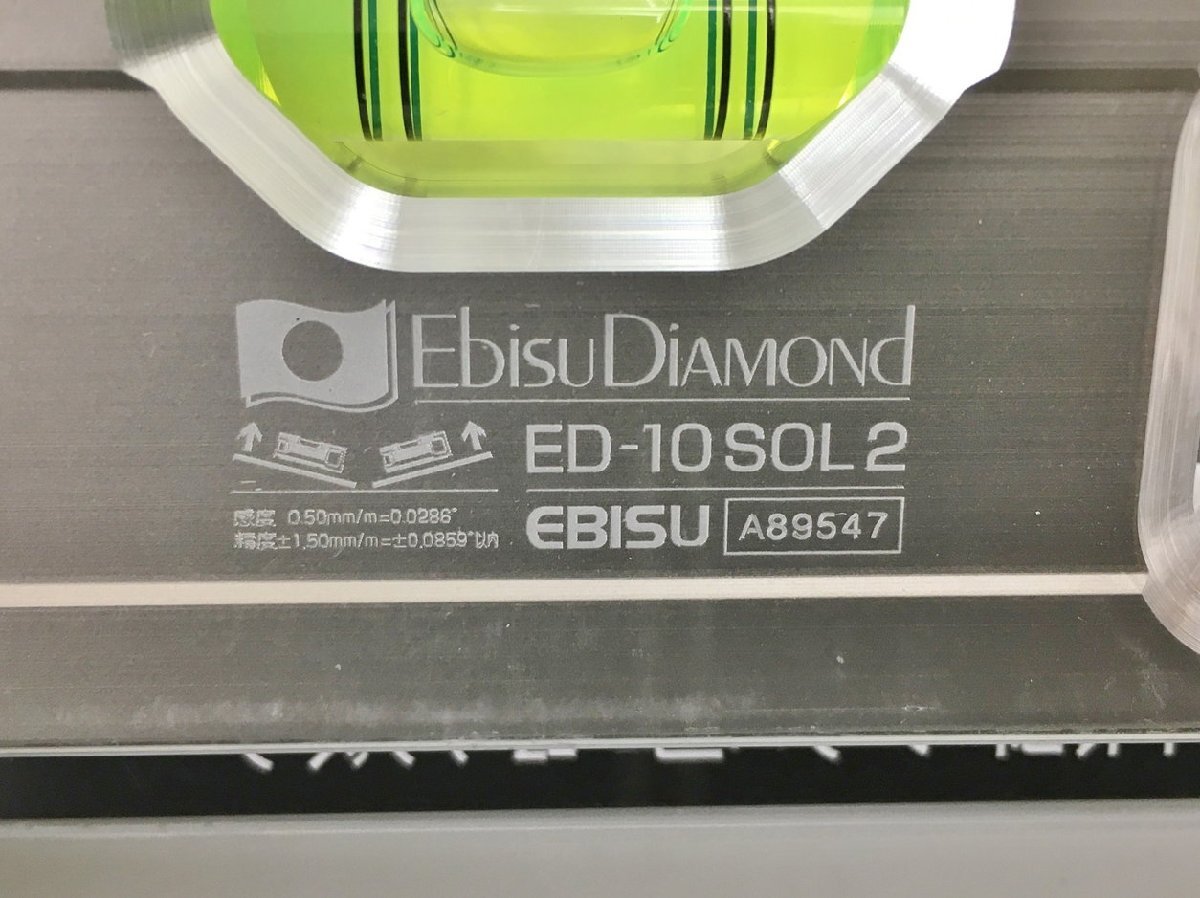 EbisuDiamond
ED-10SOL2
感度 0.50mm/m=0.0286°
精度±1.50mm/m=±0.0859°以内
EBISU A89547